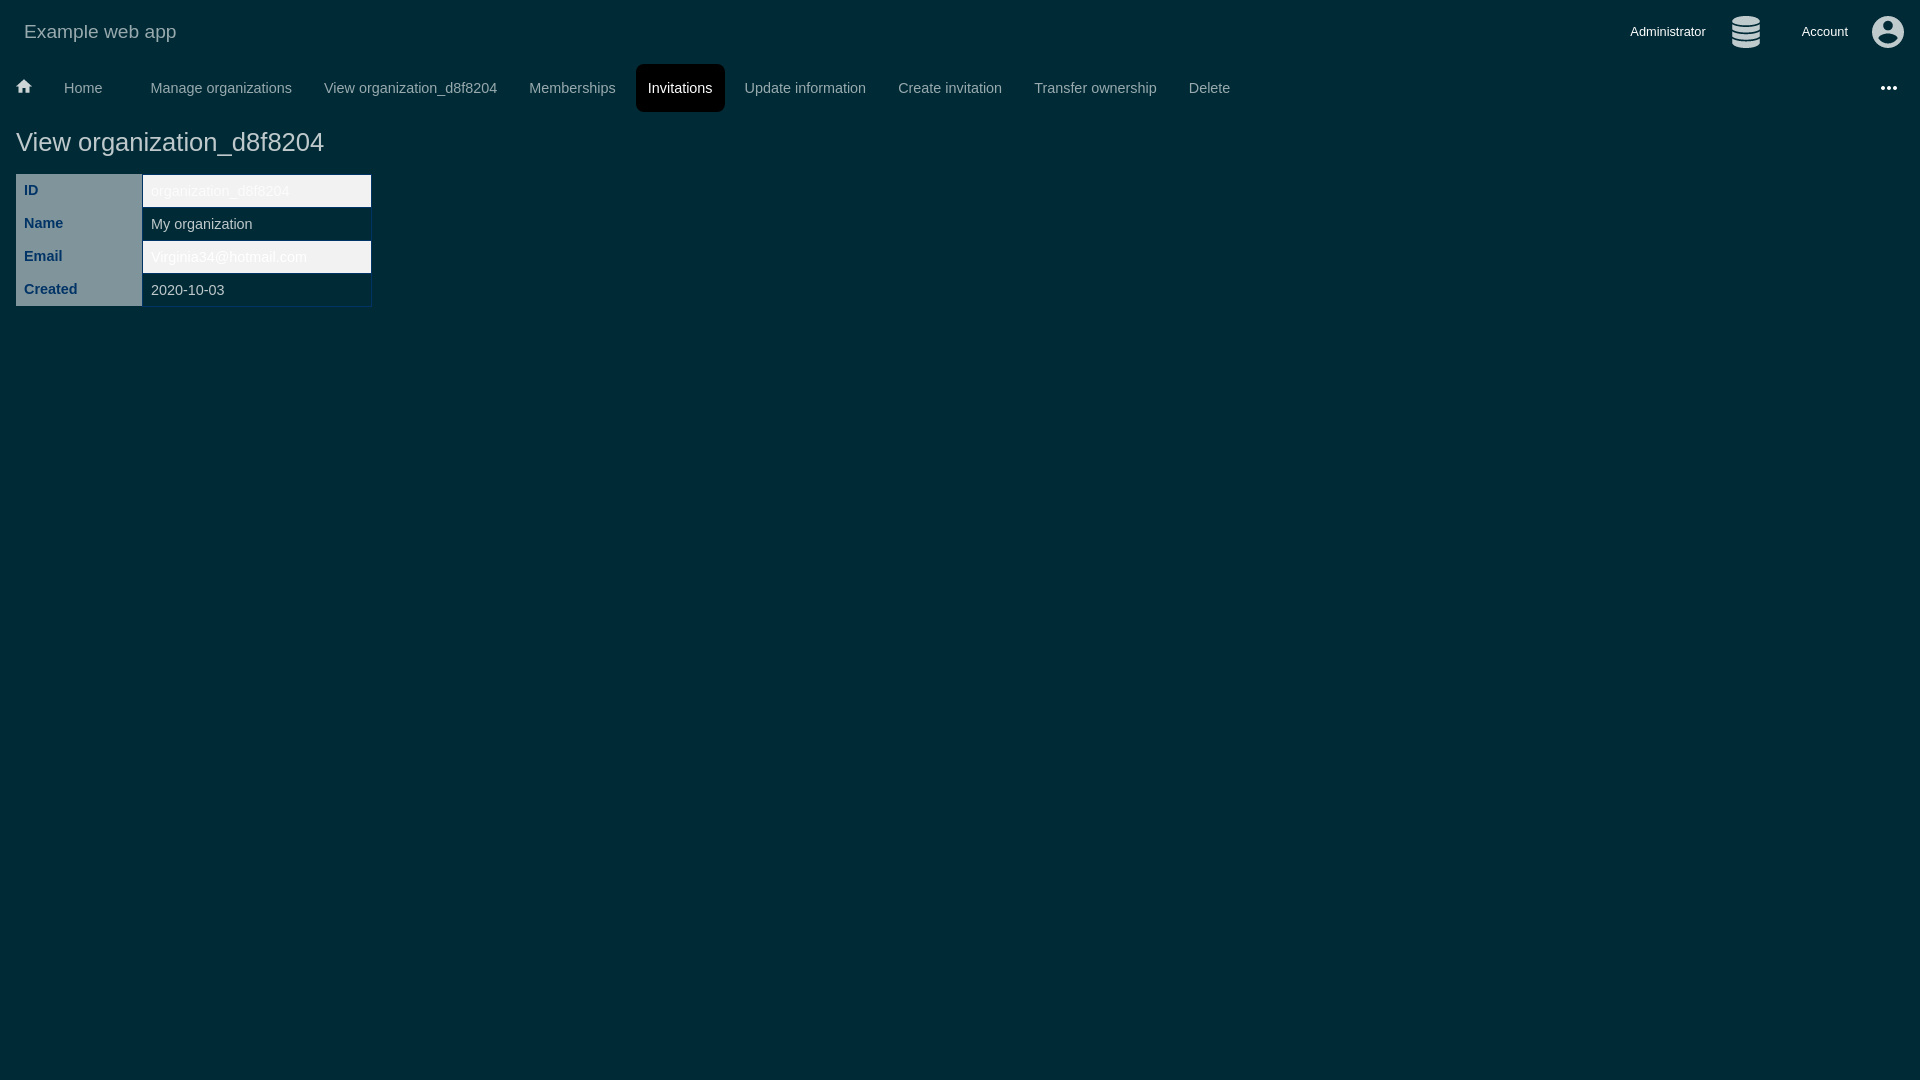 Example web app
Administrator
Account
Home
Manage organizations
View organization_d8f8204
Memberships
Invitations
Update information
Create invitation
Transfer ownership
Delete
View organization_d8f8204
ID organization_d8f8204
Name My organization
Email Virginia34@hotmail.com
Created 2020-10-03